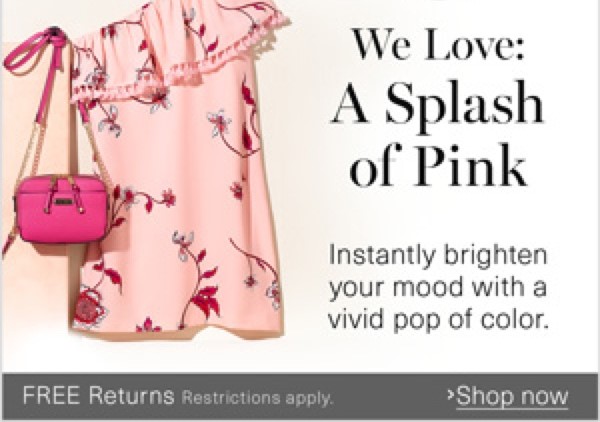 We Love:
A Splash
of Pink
Instantly brighten
your mood with a
vivid pop of color.
FREE Returns Restrictions apply.
›Shop now